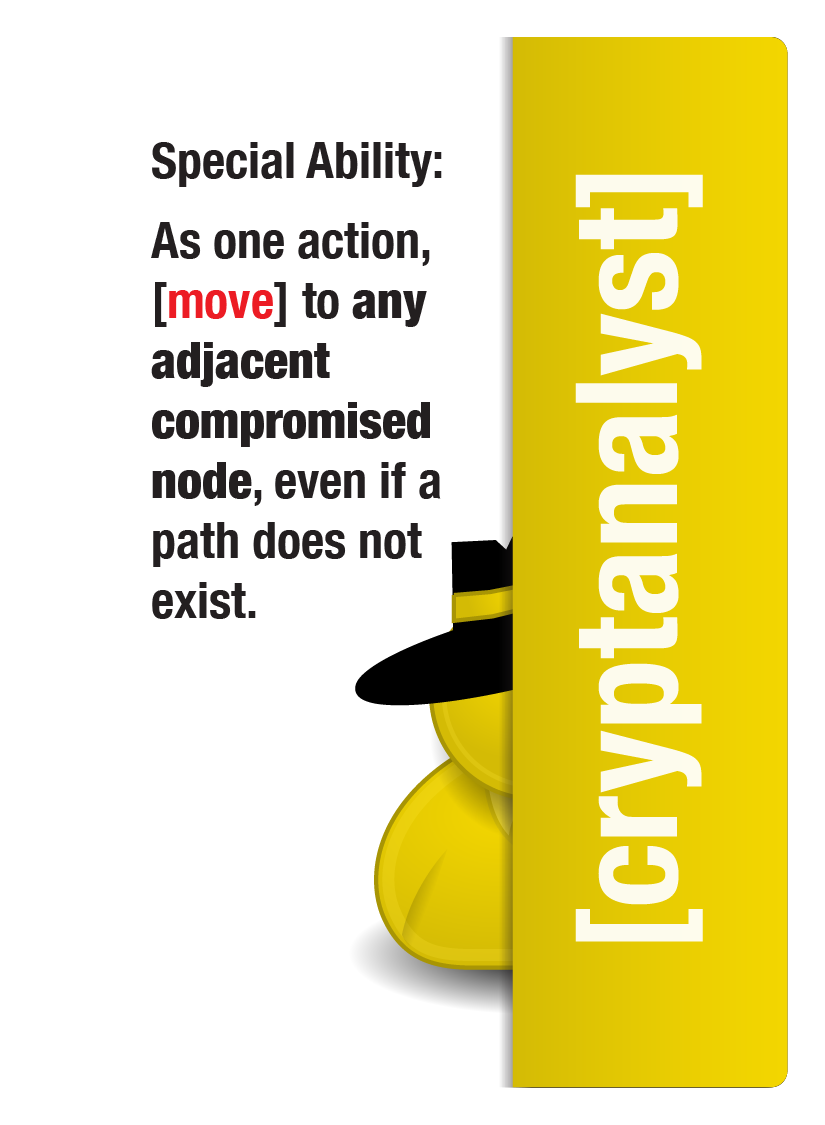 Special Ability:
As one action,
[move] to any
adjacent
compromised
node, even if a
path does not
exist.
[cryptanalyst]